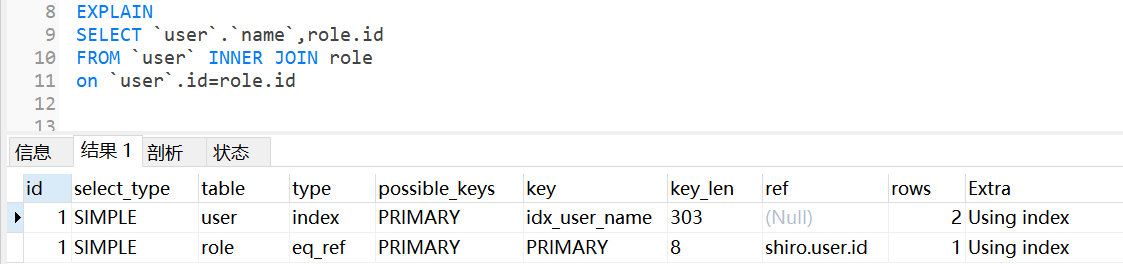 8 EXPLAIN
9 SELECT `user`.`name`,role.id
10 FROM `user` INNER JOIN role
11 on `user`.id=role.id
12
13
信息 结果 1 剖析 状态
id select_type table type possible_keys key key_len ref rows Extra
1 SIMPLE user index PRIMARY idx_user_name 303 (Null) 2 Using index
1 SIMPLE role eq_ref PRIMARY PRIMARY 8 shiro.user.id 1 Using index